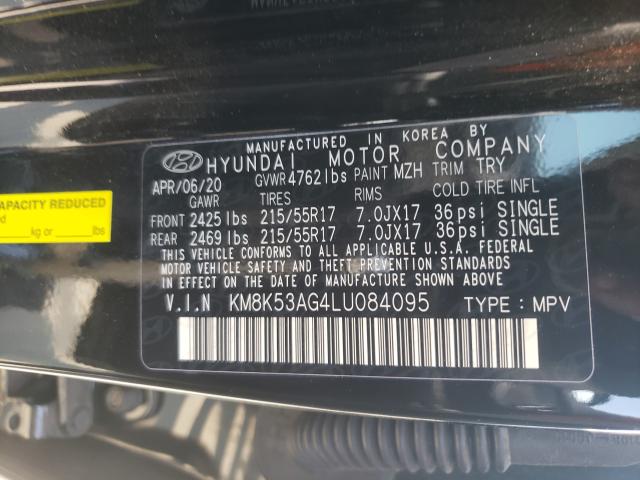 MANUFACTURED IN KOREA BY
HYUNDAI MOTOR COMPANY
APR/06/20 GVWR 4762 lbs PAINT MZH TRIM TRY
GAWR TIRES RIMS COLD TIRE INFL
FRONT 2425 lbs 215/55R17 7.0JX17 36 psi SINGLE
REAR 2469 lbs 215/55R17 7.0JX17 36 psi SINGLE
THIS VEHICLE CONFORMS TO ALL APPLICABLE U.S.A. FEDERAL
MOTOR VEHICLE SAFETY AND THEFT PREVENTION STANDARDS
IN EFFECT ON THE DATE OF MANUFACTURE SHOWN ABOVE
V.I.N KM8K53AG4LU084095 TYPE : MPV
CAPACITY REDUCED
kg or lbs